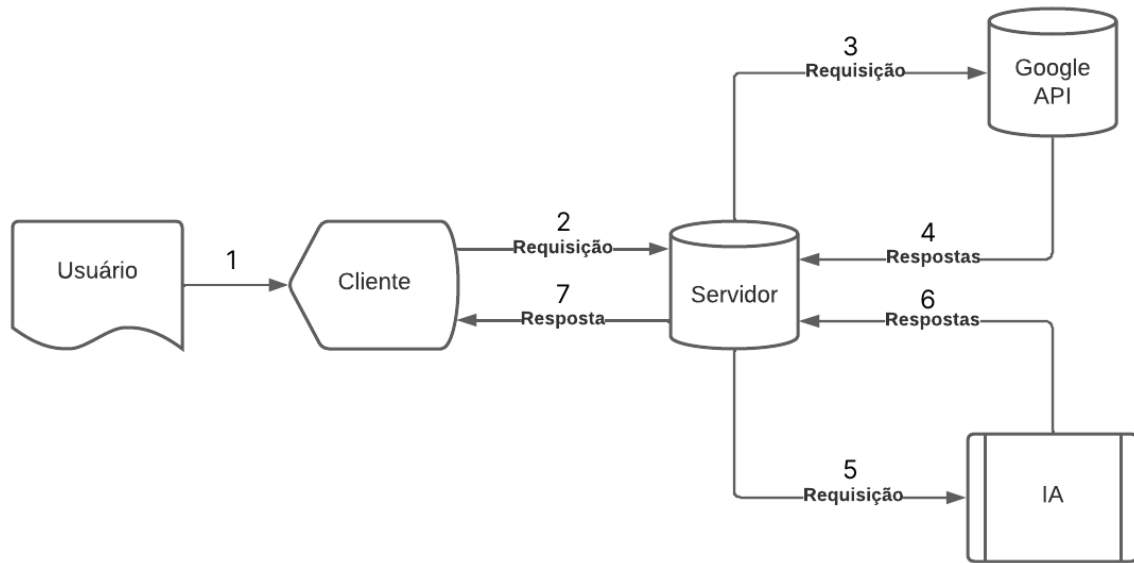 3
Requisição
Google
API
Usuário
1
Cliente
2
Requisição
7
Resposta
Servidor
4
Respostas
6
Respostas
5
Requisição
IA